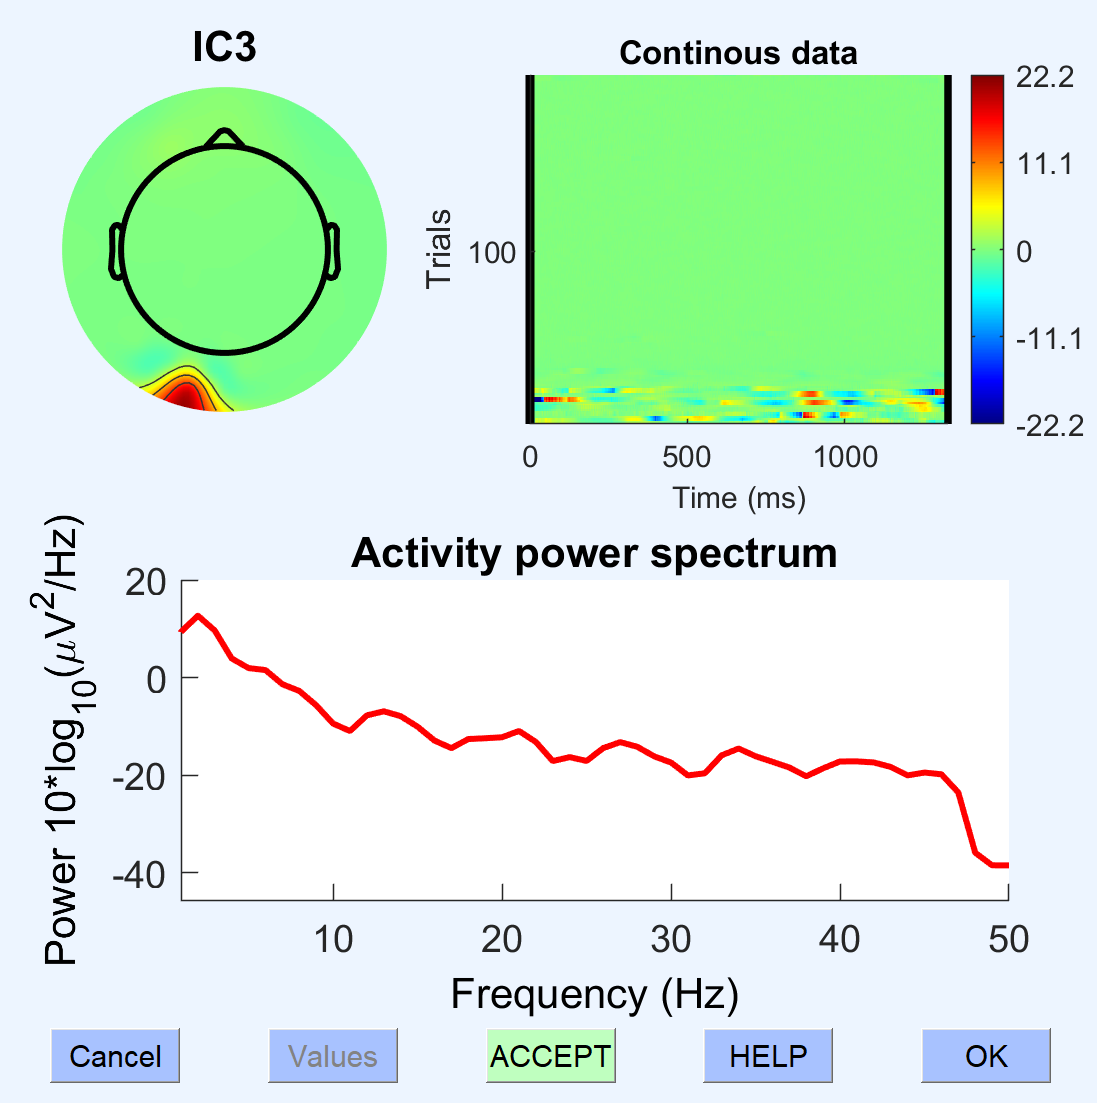 IC3
Continous data
Trials
100
0
500
1000
Time (ms)
22.2
11.1
0
-11.1
-22.2
Activity power spectrum
Power 10*log10(µV2/Hz)
20
0
-20
-40
10
20
30
40
50
Frequency (Hz)
Cancel
Values
ACCEPT
HELP
OK